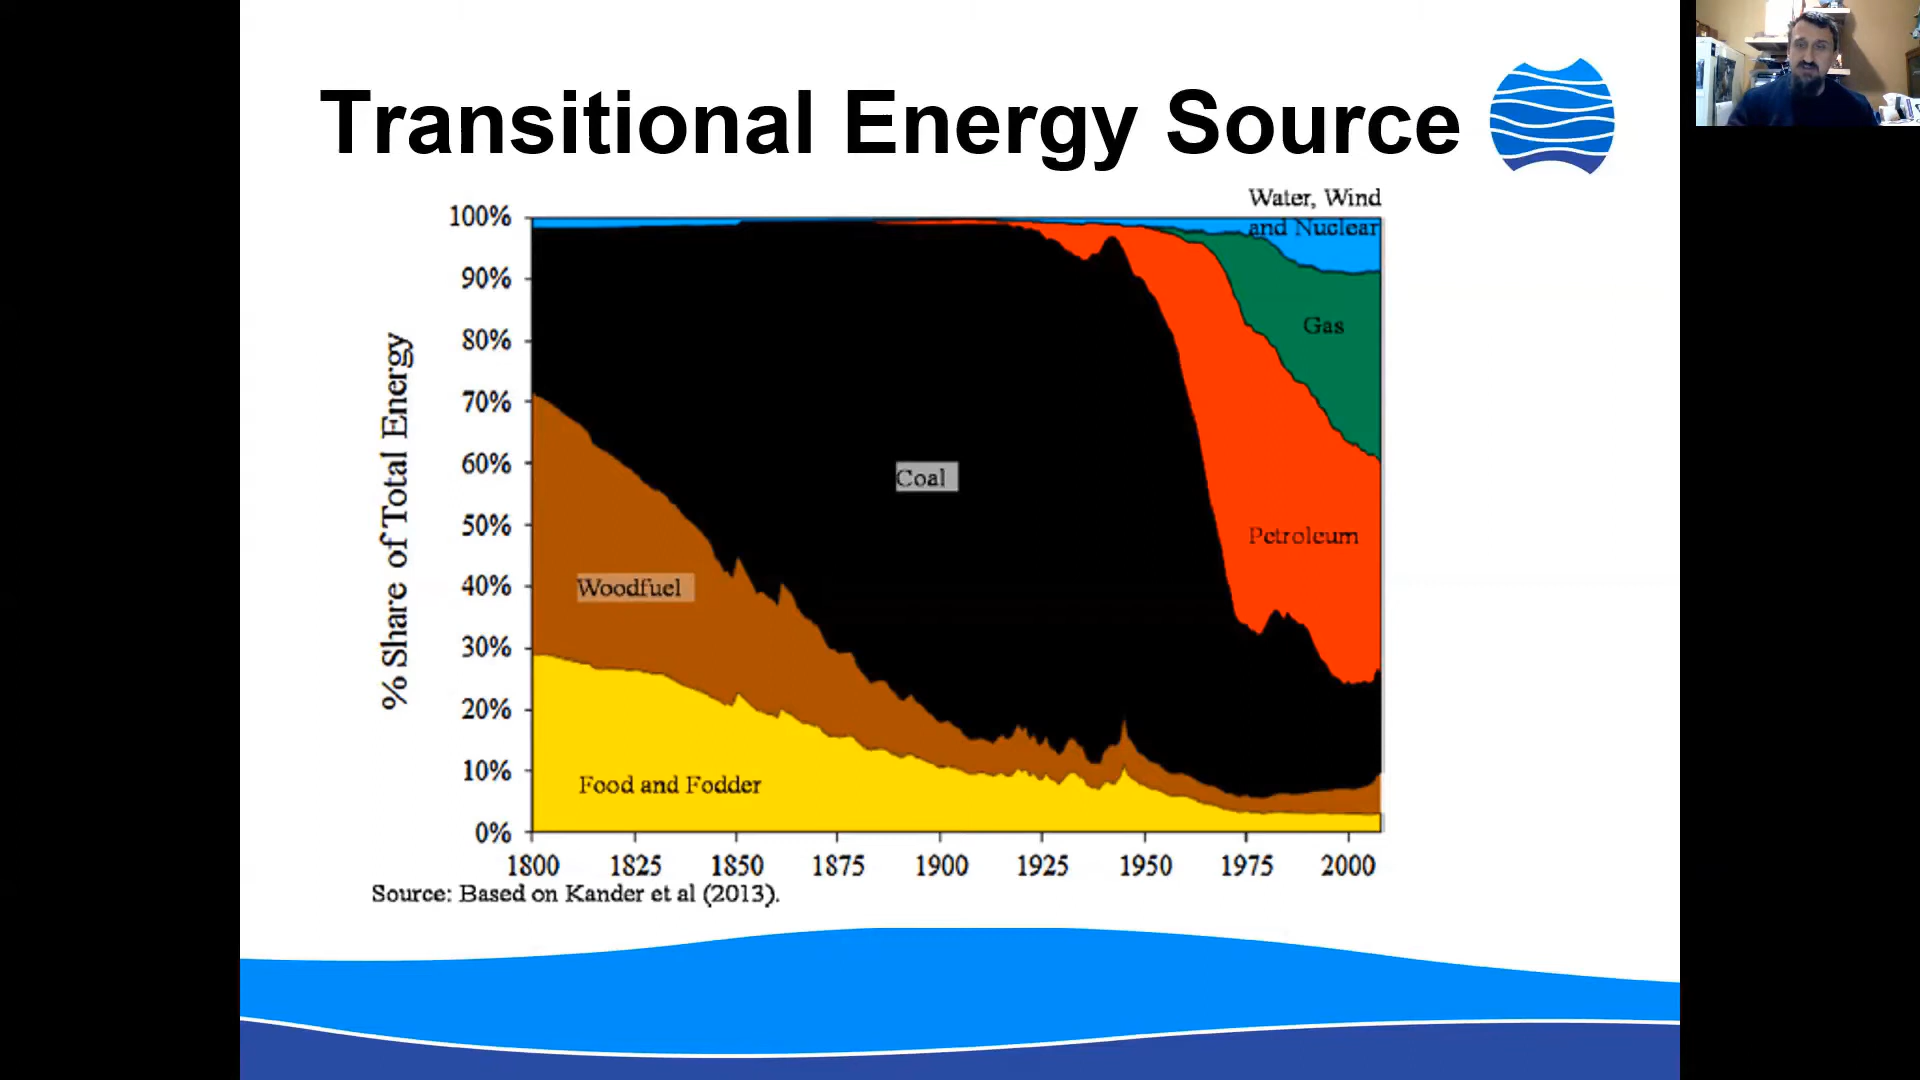 Transitional Energy Source
Water, Wind
and Nuclear
100%
90%
80%
70%
60%
50%
40%
30%
20%
10%
0%
% Share of Total Energy
Gas
Coal
Petroleum
Woodfuel
Food and Fodder
1800 1825 1850 1875 1900 1925 1950 1975 2000
Source: Based on Kander et al (2013).